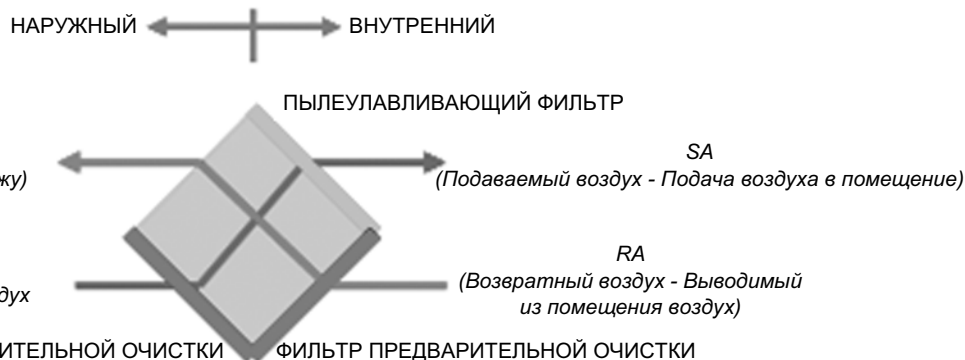 НАРУЖНЫЙ ВНУТРЕННИЙ
ПЫЛЕУЛАВЛИВАЮЩИЙ ФИЛЬТР
SA
(Подаваемый воздух - Подача воздуха в помещение)
RA
(Возвратный воздух - Выводимый
из помещения воздух)
ОЧИСТКИ ФИЛЬТР ПРЕДВАРИТЕЛЬНОЙ ОЧИСТКИ